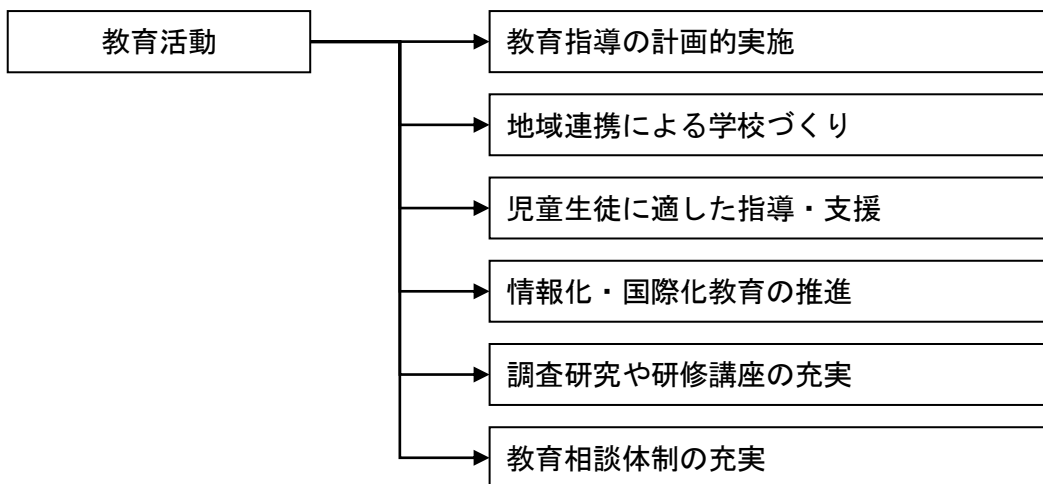 教育活動
教育指導の計画的実施
地域連携による学校づくり
児童生徒に適した指導・支援
情報化・国際化教育の推進
調査研究や研修講座の充実
教育相談体制の充実